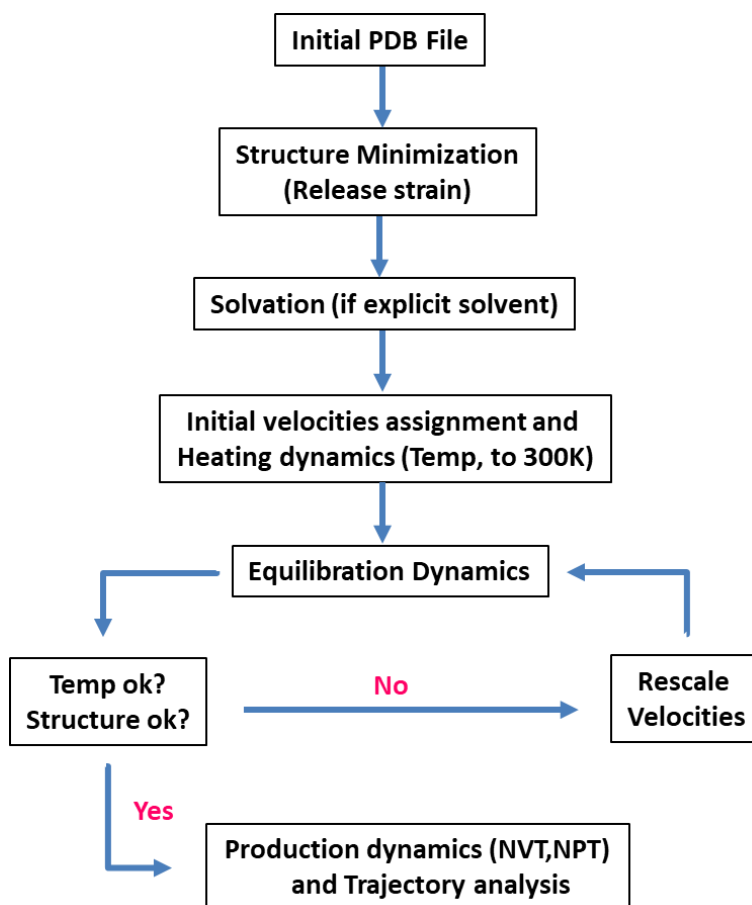 Initial PDB File
Structure Minimization
(Release strain)
Solvation (if explicit solvent)
Initial velocities assignment and
Heating dynamics (Temp, to 300K)
Equilibration Dynamics
Temp ok?
Structure ok?
No
Rescale
Velocities
Yes
Production dynamics (NVT,NPT)
and Trajectory analysis